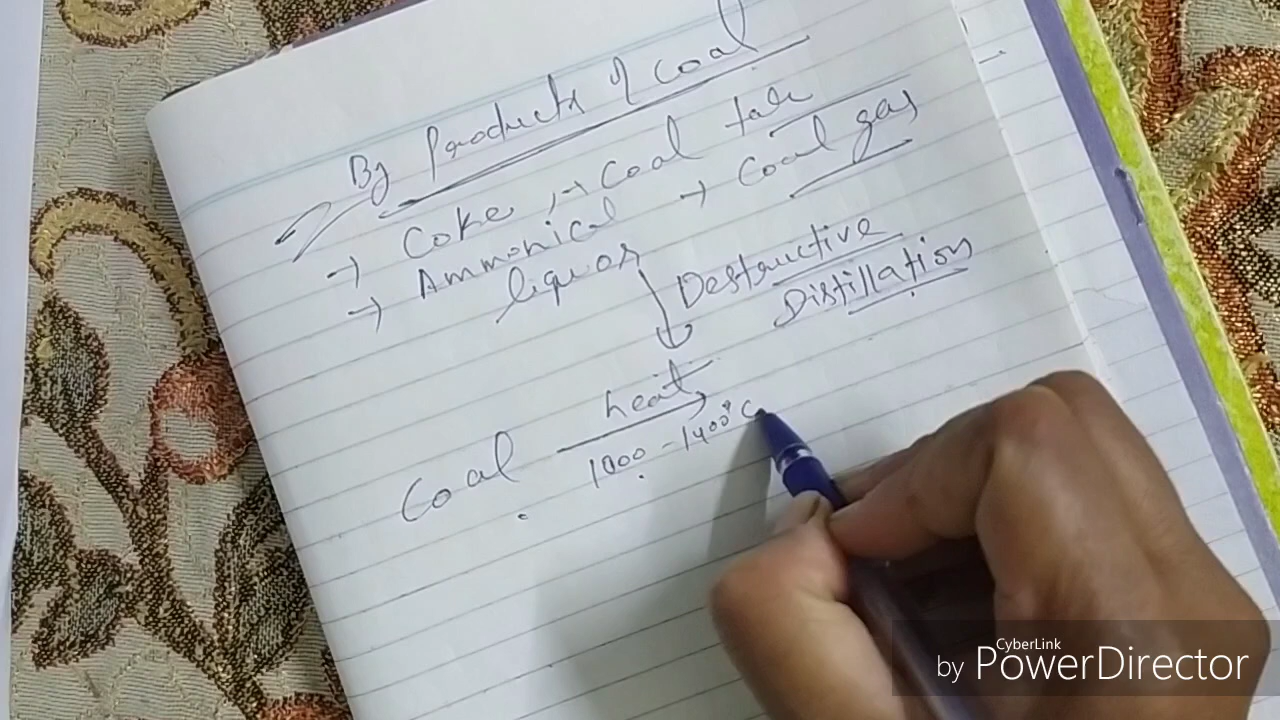 By Products of Coal
→ Coke, → Coal tar
→ Ammonical liquor → Coal gas
Destructive
Distillation
heat
Coal ⟶
1000 - 1400°C
CyberLink
by PowerDirector